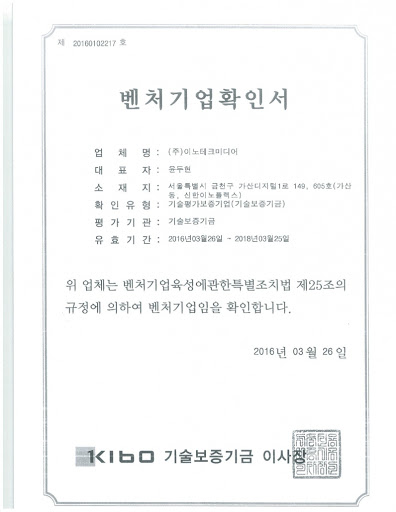 제 20160102217 호
벤처기업확인서
업 체 명 : (주)이노테크미디어
대 표 자 : 윤두현
소 재 지 : 서울특별시 금천구 가산디지털1로 149, 605호(가산
동, 신한이노플렉스)
확 인 유 형 : 기술평가보증기업(기술보증기금)
평 가 기 관 : 기술보증기금
유 효 기 간 : 2016년03월26일 - 2018년03월25일
위 업체는 벤처기업육성에관한특별조치법 제25조의
규정에 의하여 벤처기업임을 확인합니다.
2016년 03월 26일
KIBO 기술보증기금 이사장